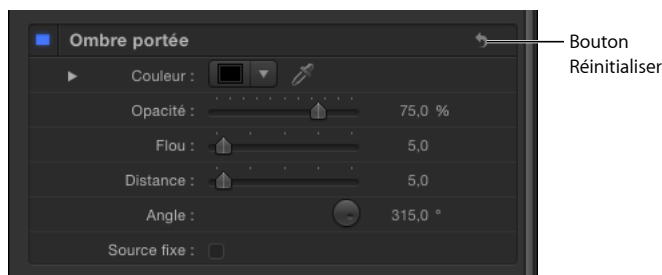 Ombre portée
Bouton
Réinitialiser
Couleur :
Opacité : 75,0 %
Flou : 5,0
Distance : 5,0
Angle : 315,0 °
Source fixe :